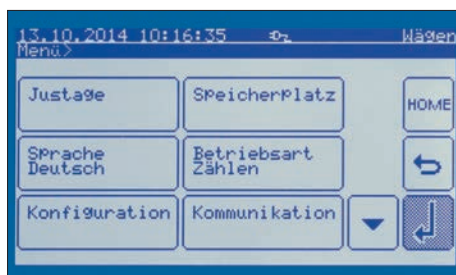 13.10.2014 10:16:35 Wägen
Menü>
Justage Speicherplatz
HOME
Sprache Betriebsart
Deutsch Zählen
Konfiguration Kommunikation